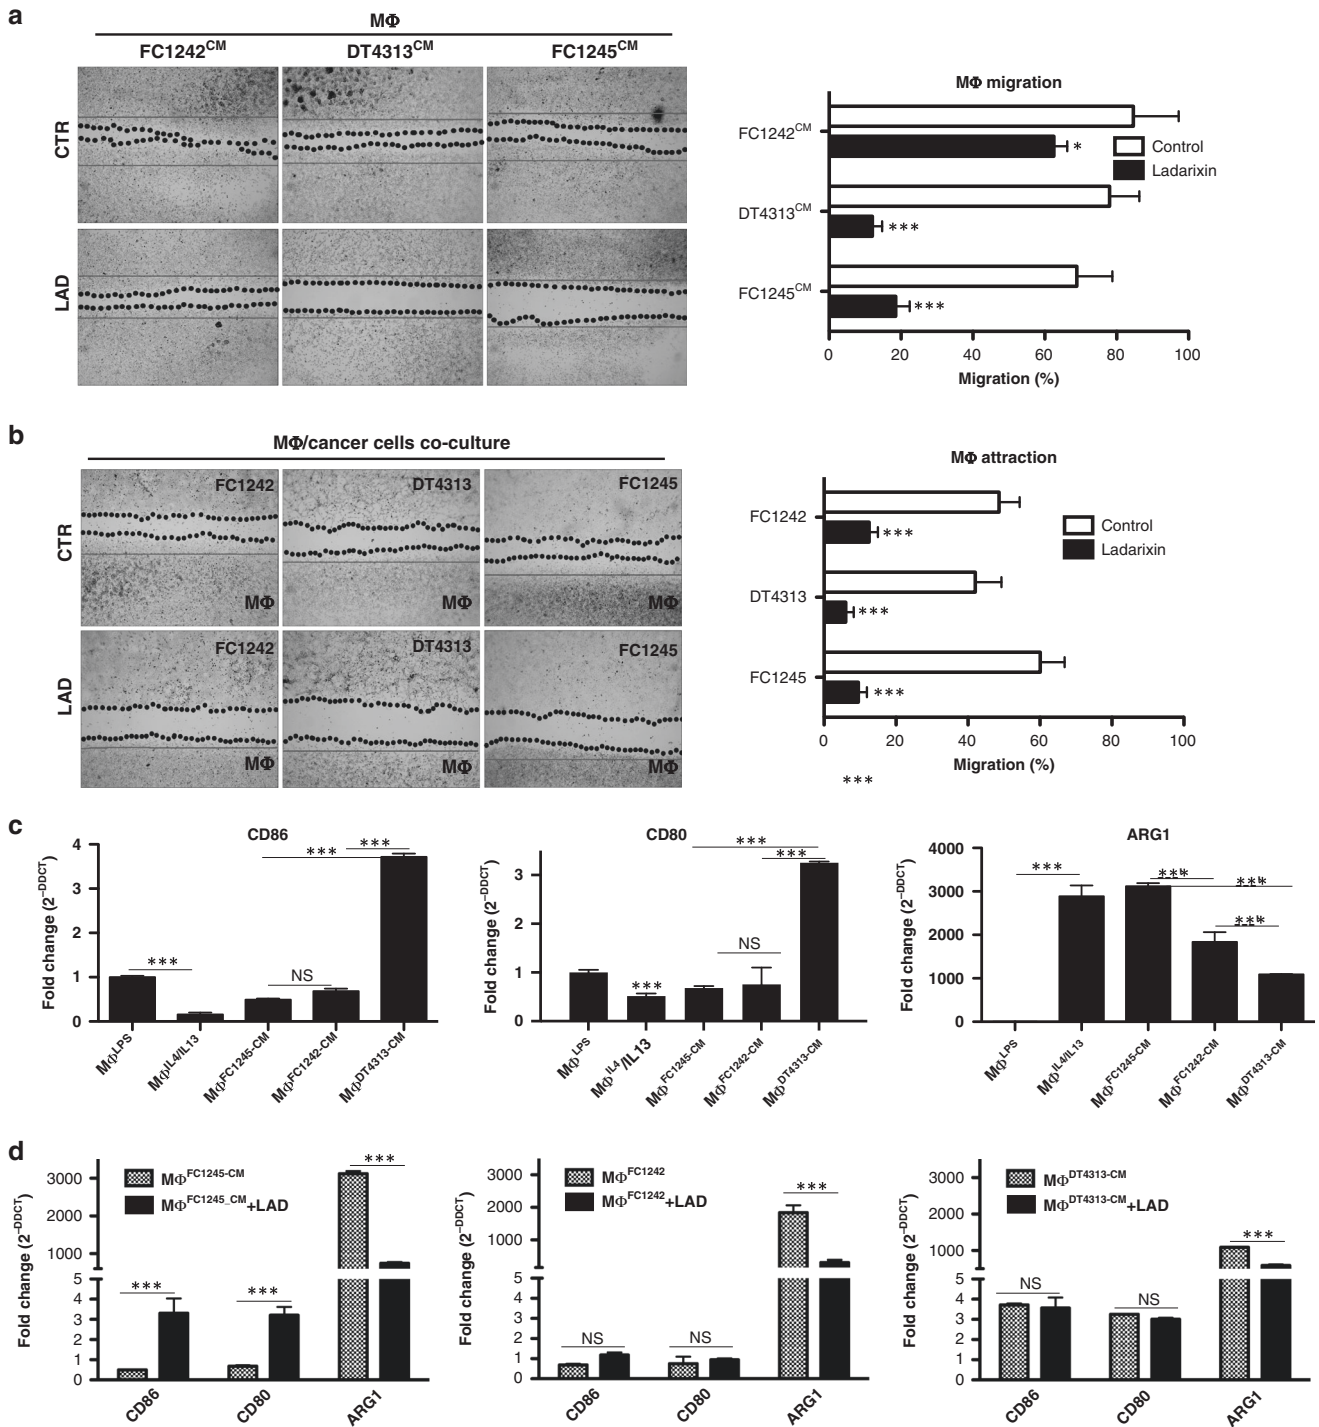 a
MΦ
FC1242CM DT4313CM FC1245CM
CTR
LAD
MΦ migration
FC1242CM
DT4313CM
FC1245CM
*
***
***
Control
Ladarixin
0 20 40 60 80 100
Migration (%)
b
MΦ/cancer cells co-culture
CTR
FC1242 DT4313 FC1245
MΦ MΦ MΦ
LAD
FC1242 DT4313 FC1245
MΦ MΦ MΦ
MΦ attraction
FC1242
DT4313
FC1245
***
***
***
Control
Ladarixin
0 20 40 60 80 100
Migration (%)
***
c
CD86
Fold change (2–DDCT)
4
3
2
1
0
***
NS
***
***
MΦLPS
MΦIL4/IL13
MΦFC1245-CM
MΦFC1242-CM
MΦDT4313-CM
CD80
Fold change (2–DDCT)
3
2
1
0
***
NS
***
***
MΦLPS
MΦIL4/IL13
MΦFC1245-CM
MΦFC1242-CM
MΦDT4313-CM
ARG1
Fold change (2–DDCT)
4000
3000
2000
1000
0
***
***
***
***
MΦLPS
MΦIL4/IL13
MΦFC1245-CM
MΦFC1242-CM
MΦDT4313-CM
d
Fold change (2–DDCT)
3000
2000
1000
5
4
3
2
1
0
MΦFC1245-CM
MΦFC1245_CM+LAD
***
***
***
CD86 CD80 ARG1
Fold change (2–DDCT)
3000
2000
1000
5
4
3
2
1
0
MΦFC1242
MΦFC1242+LAD
NS
NS
***
CD86 CD80 ARG1
Fold change (2–DDCT)
3000
2000
1000
5
4
3
2
1
0
MΦDT4313-CM
MΦDT4313-CM+LAD
NS
NS
***
CD86 CD80 ARG1